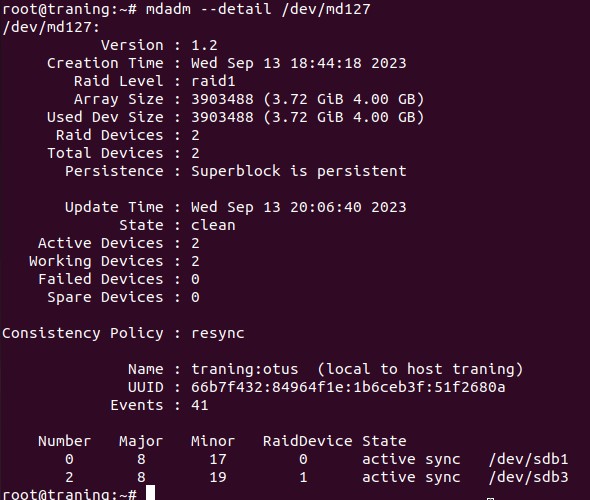 root@traning:~# mdadm --detail /dev/md127
/dev/md127:
           Version : 1.2
     Creation Time : Wed Sep 13 18:44:18 2023
        Raid Level : raid1
        Array Size : 3903488 (3.72 GiB 4.00 GB)
     Used Dev Size : 3903488 (3.72 GiB 4.00 GB)
      Raid Devices : 2
     Total Devices : 2
       Persistence : Superblock is persistent

       Update Time : Wed Sep 13 20:06:40 2023
             State : clean
    Active Devices : 2
   Working Devices : 2
    Failed Devices : 0
     Spare Devices : 0

Consistency Policy : resync

              Name : traning:otus  (local to host traning)
              UUID : 66b7f432:84964f1e:1b6ceb3f:51f2680a
            Events : 41

    Number   Major   Minor   RaidDevice State
       0       8       17        0      active sync   /dev/sdb1
       2       8       19        1      active sync   /dev/sdb3
root@traning:~#